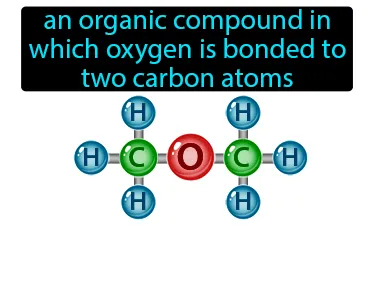 an organic compound in
which oxygen is bonded to
two carbon atoms
H H
H C O C H
H H